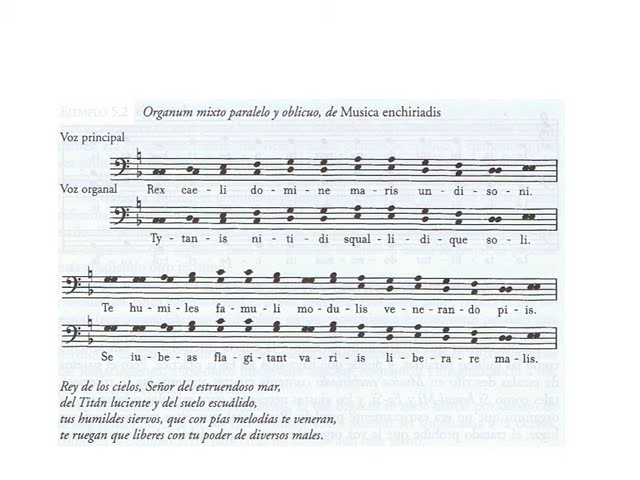 EJEMPLO 5.2 Organum mixto paralelo y oblicuo, de Musica enchiriadis
Voz principal
Voz organal Rex cae - li do - mi - ne ma - ris un - di - so - ni.
Ty - tan - is ni - ti - di squal - li - di - que so - li.
Te hu - mi - les fa - mu - li mo - du - lis ve - ne - ran - do pi - is.
Se iu - be - as fla - gi - tant va - ri - is li - be - ra - re ma - lis.
Rey de los cielos, Señor del estruendoso mar,
del Titán luciente y del suelo escuálido,
tus humildes siervos, que con pías melodías te veneran,
te ruegan que liberes con tu poder de diversos males.